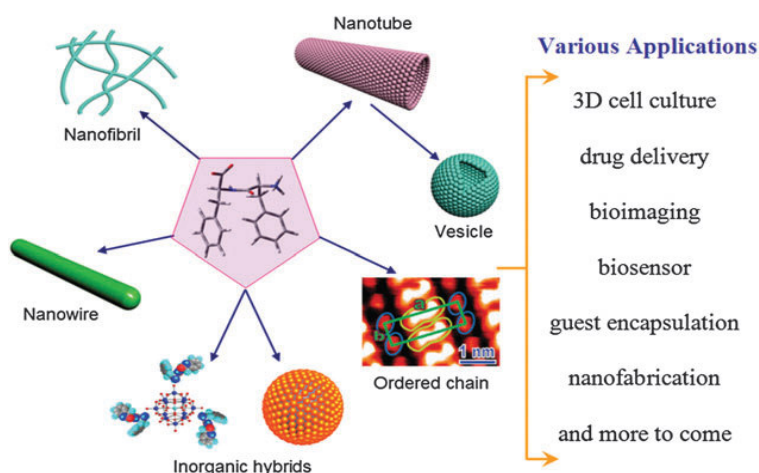 Nanotube
Nanofibril
Vesicle
Nanowire
a
b
1 nm
Ordered chain
Inorganic hybrids
Various Applications
3D cell culture
drug delivery
bioimaging
biosensor
guest encapsulation
nanofabrication
and more to come